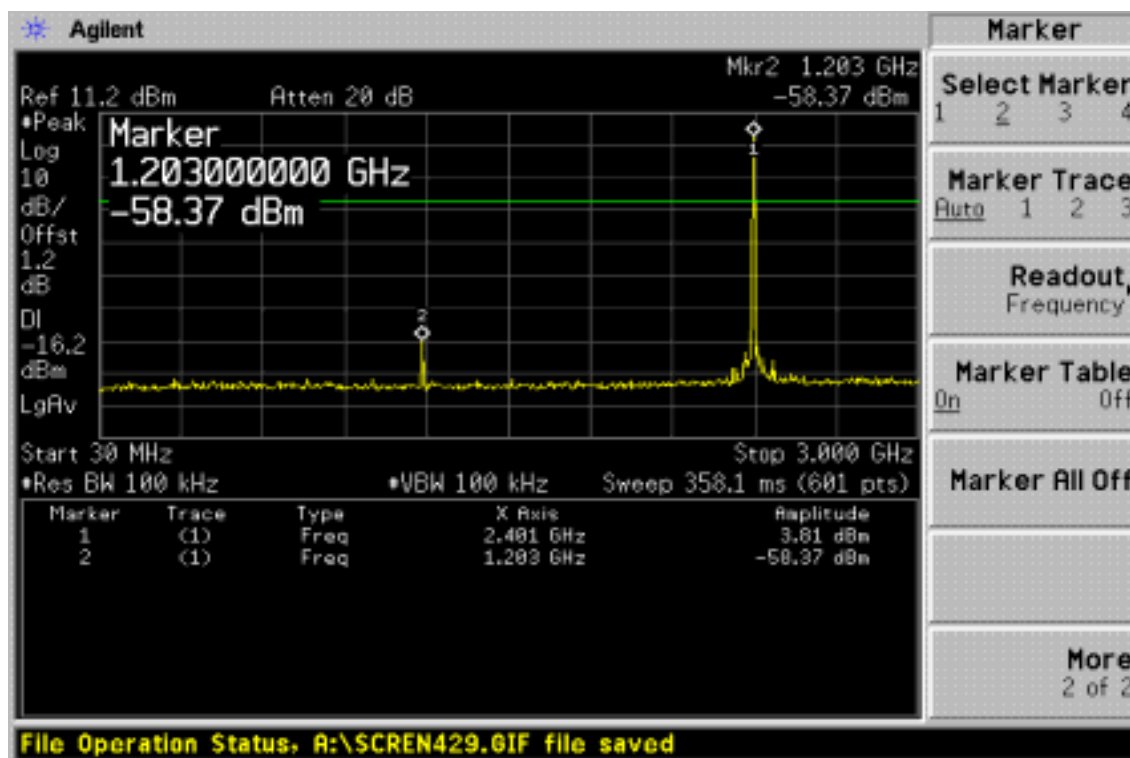 Agilent
Marker
Mkr2 1.203 GHz
Ref 11.2 dBm Atten 20 dB -58.37 dBm
Select Marker
1 2 3 4
•Peak
Log
10
dB/
Offst
1.2
dB
DI
-16.2
dBm
LgAv
Marker
1.203000000 GHz
-58.37 dBm
1
2
Marker Trace
Auto 1 2 3
Readout
Frequency
Marker Table
On Off
Start 30 MHz Stop 3.000 GHz
•Res BW 100 kHz •VBW 100 kHz Sweep 358.1 ms (601 pts)
Marker All Off
Marker Trace Type X Axis Amplitude
1 (1) Freq 2.401 GHz 3.81 dBm
2 (1) Freq 1.203 GHz -58.37 dBm
More
2 of 2
File Operation Status, A:\SCREN429.GIF file saved